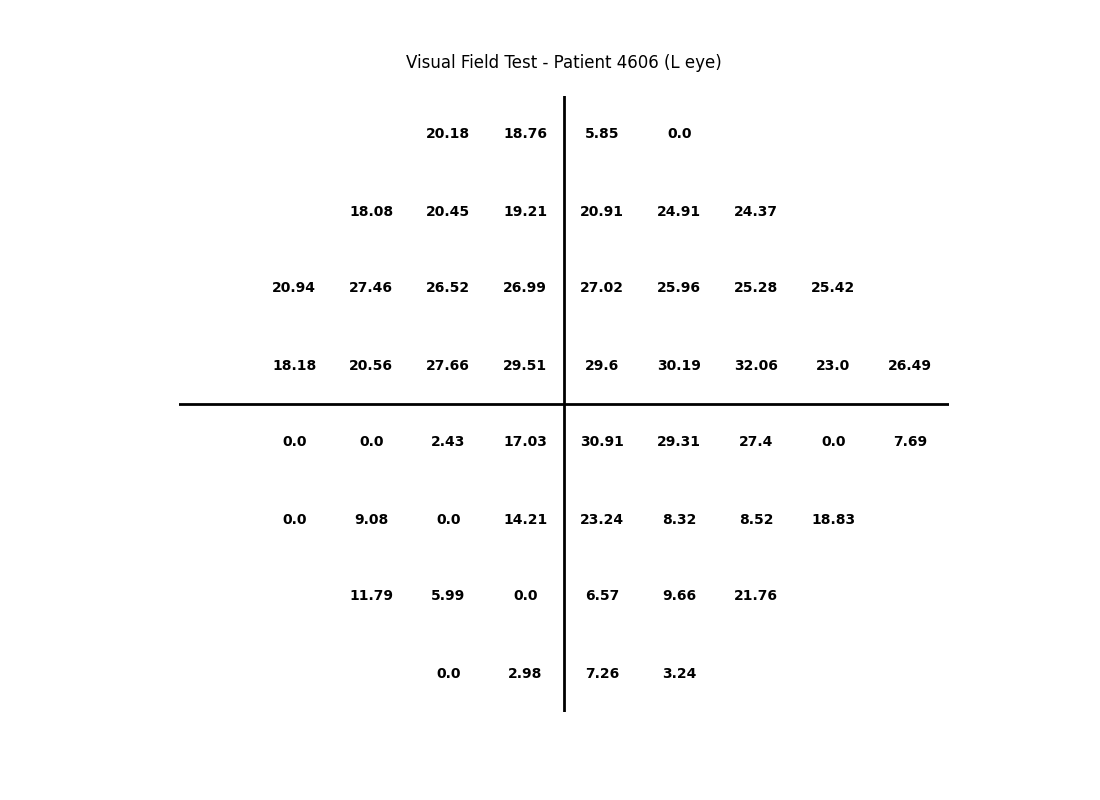 Visual Field Test - Patient 4606 (L eye)
20.18 18.76 5.85 0.0
18.08 20.45 19.21 20.91 24.91 24.37
20.94 27.46 26.52 26.99 27.02 25.96 25.28 25.42
18.18 20.56 27.66 29.51 29.6 30.19 32.06 23.0 26.49
0.0 0.0 2.43 17.03 30.91 29.31 27.4 0.0 7.69
0.0 9.08 0.0 14.21 23.24 8.32 8.52 18.83
11.79 5.99 0.0 6.57 9.66 21.76
0.0 2.98 7.26 3.24